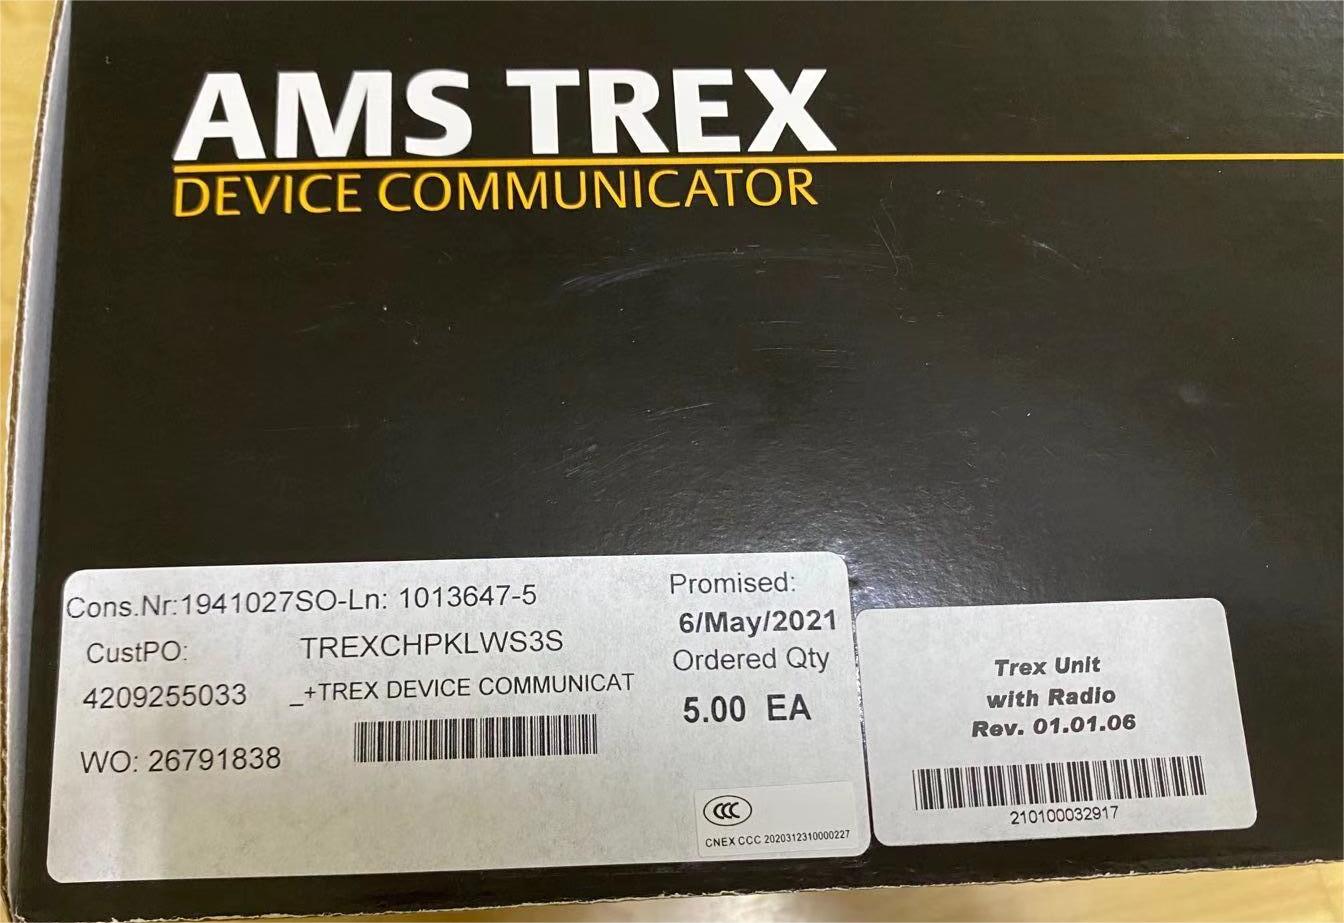 AMS TREX
DEVICE COMMUNICATOR
Cons.Nr:1941027SO-Ln: 1013647-5
CustPO:
TREXCHPKLWS3S
4209255033
_+TREX DEVICE COMMUNICAT
WO: 26791838
Promised:
6/May/2021
Ordered Qty
5.00 EA
CCC
CNEX CCC 2020312310000227
Trex Unit
with Radio
Rev. 01.01.06
210100032917